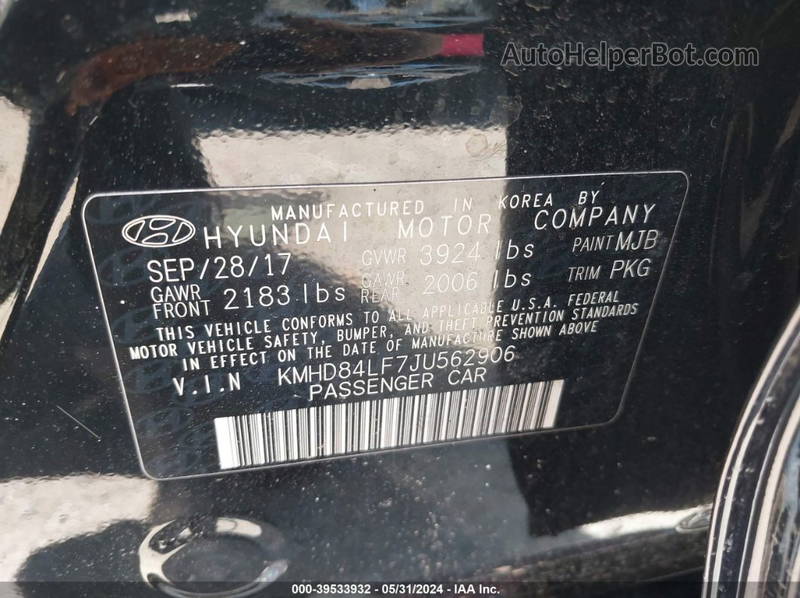 AutoHelperBot.com
MANUFACTURED IN KOREA BY
HYUNDAI MOTOR COMPANY
SEP/28/17 GVWR 3924 lbs PAINT MJB
GAWR FRONT 2183 lbs GAWR REAR 2006 lbs TRIM PKG
THIS VEHICLE CONFORMS TO ALL APPLICABLE U.S.A. FEDERAL
MOTOR VEHICLE SAFETY, BUMPER, AND THEFT PREVENTION STANDARDS
IN EFFECT ON THE DATE OF MANUFACTURE SHOWN ABOVE
V.I.N KMHD84LF7JU562906
PASSENGER CAR
000-39533932 - 05/31/2024 - IAA Inc.